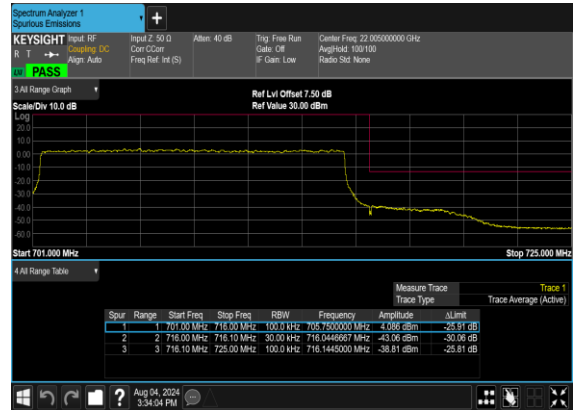 Spectrum Analyzer 1
Spurious Emissions
KEYSIGHT Input: RF Input Z: 50 Ω Atten: 40 dB Trig: Free Run Center Freq: 22.005000000 GHz
R T Coupling: DC Corr CCorr Gate: Off Avg|Hold: 100/100
Align: Auto Freq Ref: Int (S) IF Gain: Low Radio Std: None
PASS
3 All Range Graph
Ref Lvl Offset 7.50 dB
Scale/Div 10.0 dB Ref Value 30.00 dBm
Log
20.0
10.0
0.00
-10.0
-20.0
-30.0
-40.0
-50.0
-60.0
Start 701.000 MHz Stop 725.000 MHz
4 All Range Table
Measure Trace Trace 1
Trace Type Trace Average (Active)
Spur Range Start Freq Stop Freq RBW Frequency Amplitude ΔLimit
1 1 701.00 MHz 716.00 MHz 100.0 kHz 705.7500000 MHz 4.086 dBm -25.91 dB
2 2 716.00 MHz 716.10 MHz 30.00 kHz 716.0446667 MHz -43.06 dBm -30.06 dB
3 3 716.10 MHz 725.00 MHz 100.0 kHz 716.1445000 MHz -38.81 dBm -25.81 dB
? Aug 04, 2024
3:34:04 PM